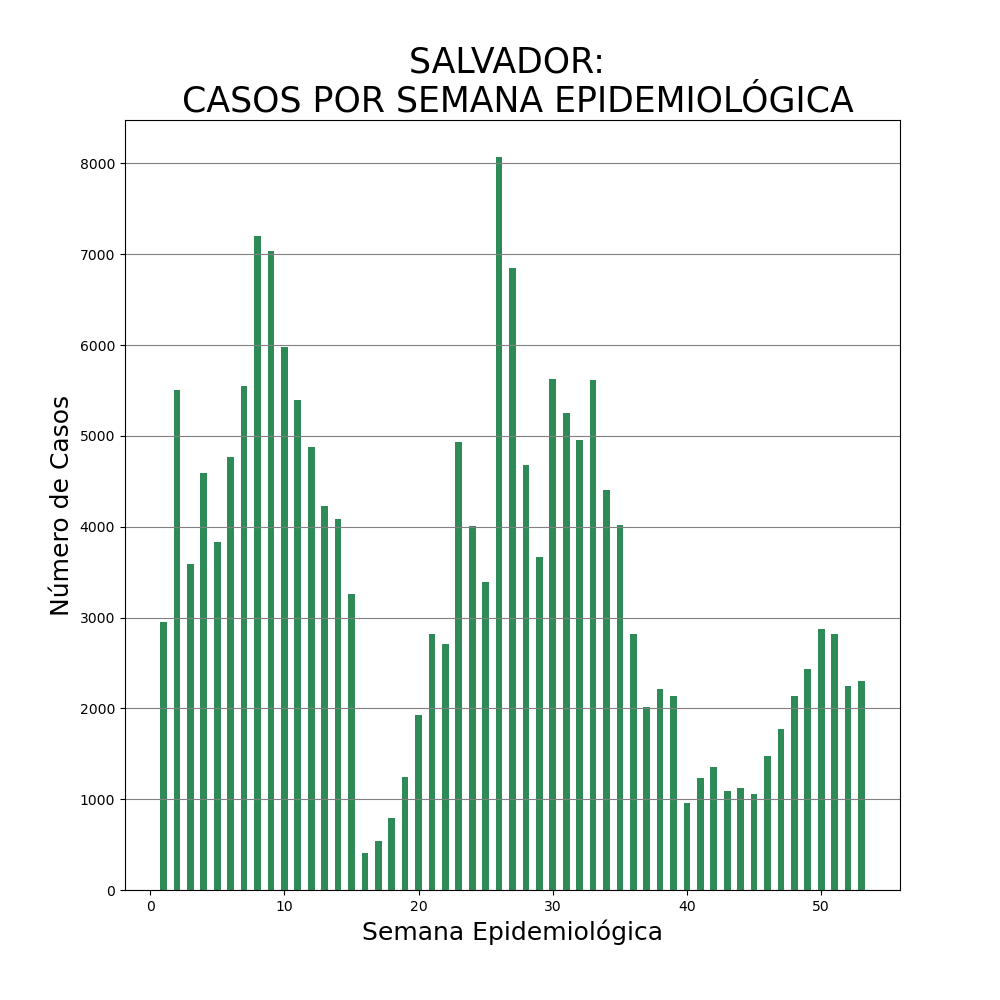 SALVADOR:
CASOS POR SEMANA EPIDEMIOLÓGICA
8000
7000
6000
5000
4000
3000
2000
1000
0
Número de Casos
0 10 20 30 40 50
Semana Epidemiológica